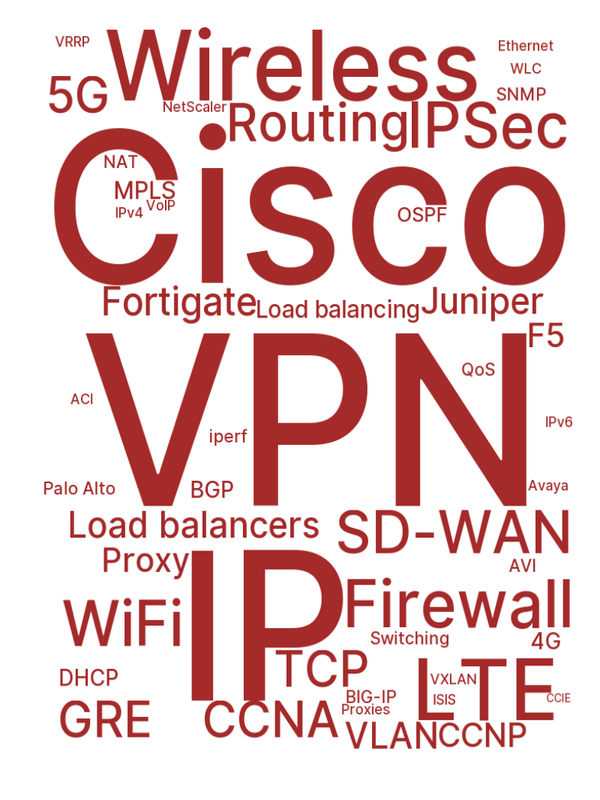 VRRP
Wireless
Ethernet
WLC
5G
NetScaler
SNMP
Routing
IPSec
Cisco
NAT
MPLS
IPv4
VoIP
OSPF
Fortigate
Load balancing
Juniper
VPN
F5
QoS
ACI
iperf
IPv6
Palo Alto
BGP
Avaya
Load balancers
SD-WAN
Proxy
IP
AVI
WiFi
Firewall
Switching
4G
TCP
DHCP
LTE
VXLAN
BIG-IP
ISIS
CCIE
GRE
CCNA
Proxies
VLAN
CCNP